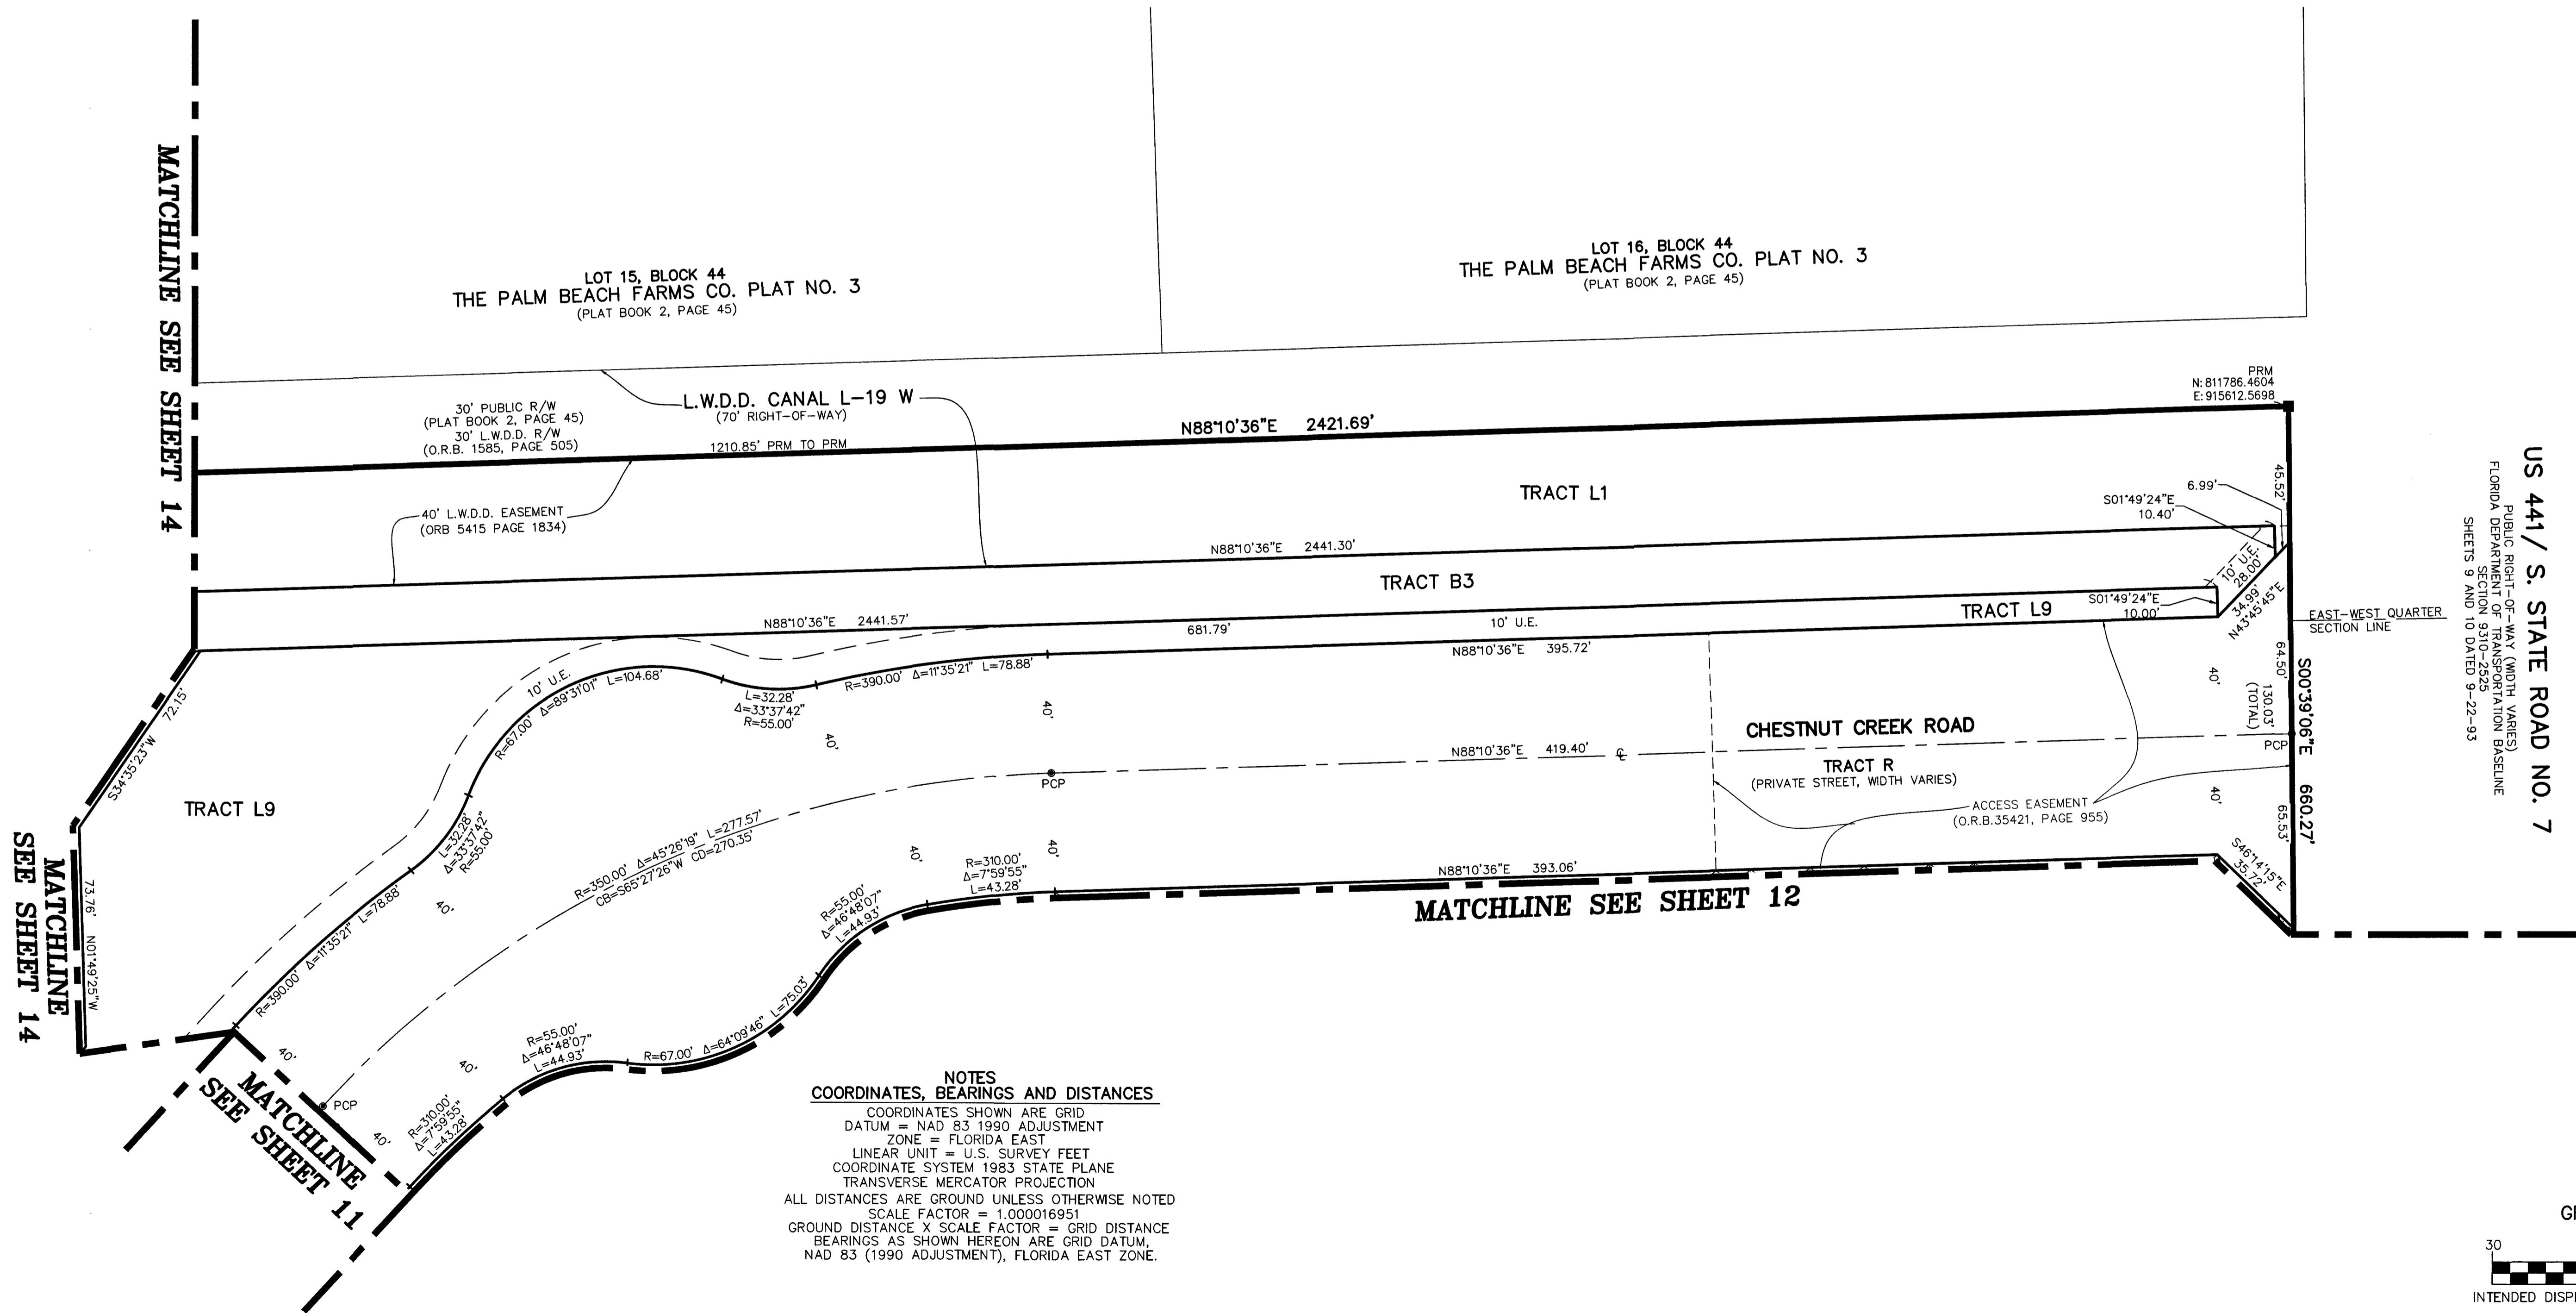 MATCHLINE SEE SHEET 14
LOT 15, BLOCK 44
THE PALM BEACH FARMS CO. PLAT NO. 3
(PLAT BOOK 2, PAGE 45)
LOT 16, BLOCK 44
THE PALM BEACH FARMS CO. PLAT NO. 3
(PLAT BOOK 2, PAGE 45)
30' PUBLIC R/W
(PLAT BOOK 2, PAGE 45)
30' L.W.D.D. R/W
(O.R.B. 1585, PAGE 505)
L.W.D.D. CANAL L-19 W
(70' RIGHT-OF-WAY)
1210.85' PRM TO PRM
N88°10'36"E 2421.69'
PRM
N: 811786.4604
E: 915612.5698
40' L.W.D.D. EASEMENT
(ORB 5415 PAGE 1834)
TRACT L1
45.52'
6.99'
S01°49'24"E
10.40'
N88°10'36"E 2441.30'
TRACT B3
10' U.E.
28.00'
34.99'
N43°45'45"E
S01°49'24"E
10.00'
TRACT L9
N88°10'36"E 2441.57'
681.79'
10' U.E.
EAST-WEST QUARTER
SECTION LINE
US 441/ S. STATE ROAD NO. 7
PUBLIC RIGHT-OF-WAY (WIDTH VARIES)
FLORIDA DEPARTMENT OF TRANSPORTATION BASELINE
SECTION 9310-2525
SHEETS 9 AND 10 DATED 9-22-93
S00°39'06"E 660.27'
64.50'
130.03'
(TOTAL)
PCP
65.53'
40'
40'
S46°14'15"E
35.72'
N88°10'36"E 395.72'
CHESTNUT CREEK ROAD
N88°10'36"E 419.40'
℄
TRACT R
(PRIVATE STREET, WIDTH VARIES)
ACCESS EASEMENT
(O.R.B.35421, PAGE 955)
N88°10'36"E 393.06'
MATCHLINE SEE SHEET 12
10' U.E.
R=67.00' Δ=89°31'01" L=104.68'
L=32.28'
Δ=33°37'42"
R=55.00'
R=390.00' Δ=11°35'21" L=78.88'
40'
40'
PCP
40'
40'
S34°35'23"W 72.15'
TRACT L9
L=32.28'
Δ=33°37'42"
R=55.00'
R=390.00' Δ=11°35'21" L=78.88'
40'
R=350.00' Δ=45°26'19" L=277.57'
CB=S65°27'26"W CD=270.35'
R=310.00'
Δ=7°59'55"
L=43.28'
R=55.00'
Δ=46°48'07"
L=44.93'
R=67.00' Δ=64°09'46" L=75.03'
R=55.00'
Δ=46°48'07"
L=44.93'
40'
R=310.00'
Δ=7°59'55"
L=43.28'
MATCHLINE
SEE SHEET 14
73.76' N01°49'25"W
40'
PCP
40'
MATCHLINE
SEE SHEET 11
NOTES
COORDINATES, BEARINGS AND DISTANCES
COORDINATES SHOWN ARE GRID
DATUM = NAD 83 1990 ADJUSTMENT
ZONE = FLORIDA EAST
LINEAR UNIT = U.S. SURVEY FEET
COORDINATE SYSTEM 1983 STATE PLANE
TRANSVERSE MERCATOR PROJECTION
ALL DISTANCES ARE GROUND UNLESS OTHERWISE NOTED
SCALE FACTOR = 1.000016951
GROUND DISTANCE X SCALE FACTOR = GRID DISTANCE
BEARINGS AS SHOWN HEREON ARE GRID DATUM,
NAD 83 (1990 ADJUSTMENT), FLORIDA EAST ZONE.
30
INTENDED